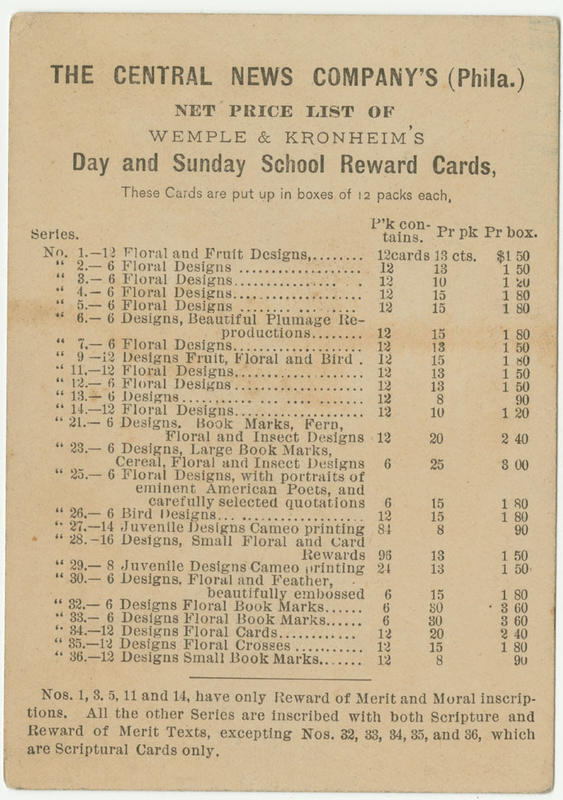 THE CENTRAL NEWS COMPANY'S (Phila.)
NET PRICE LIST OF
WEMPLE & KRONHEIM'S
Day and Sunday School Reward Cards,
These Cards are put up in boxes of 12 packs each,
Series. P'k contains. Pr pk Pr box.
No. 1.—12 Floral and Fruit Designs,........ 12cards 13 cts. $1 50
“ 2.— 6 Floral Designs .................. 12 13 1 50
“ 3.— 6 Floral Designs................ . 12 10 1 20
“ 4.— 6 Floral Designs................... 12 15 1 80
“ 5.— 6 Floral Designs ........ ... ...... 12 15 1 80
“ 6.— 6 Designs, Beautiful Plumage Re-
productions........ 12 15 1 80
“ 7.— 6 Floral Designs................... 12 13 1 50
“ 9 —12 Designs Fruit, Floral and Bird . 12 15 1 80
“ 11.—12 Floral Designs................... 12 13 1 50
“ 12.— 6 Floral Designs .................. 12 13 1 50
“ 13.— 6 Designs.......................... 12 8 90
“ 14.—12 Floral Designs................... 12 10 1 20
“ 21.— 6 Designs. Book Marks, Fern,
Floral and Insect Designs 12 20 2 40
“ 23.— 6 Designs, Large Book Marks,
Cereal, Floral and Insect Designs 6 25 3 00
“ 25.— 6 Floral Designs, with portraits of
eminent American Poets, and
carefully selected quotations 6 15 1 80
“ 26.— 6 Bird Designs... .................. 12 15 1 80
“ 27.—14 Juvenile Designs Cameo printing 84 8 90
“ 28.-16 Designs, Small Floral and Card
Rewards 96 13 1 50
“ 29.— 8 Juvenile Designs Cameo printing 24 13 1 50
“ 30.— 6 Designs. Floral and Feather,
beautifully embossed 6 15 1 80
“ 32.— 6 Designs Floral Book Marks...... 6 30 3 60
“ 33.— 6 Designs Floral Book Marks...... 6 30 3 60
“ 34.—12 Designs Floral Cards............ 12 20 2 40
“ 35.—12 Designs Floral Crosses .......... 12 15 1 80
“ 36.—12 Designs Small Book Marks....... 12 8 90
Nos. 1, 3. 5, 11 and 14, have only Reward of Merit and Moral inscrip-
tions. All the other Series are inscribed with both Scripture and
Reward of Merit Texts, excepting Nos. 32, 33, 34, 35, and 36, which
are Scriptural Cards only.